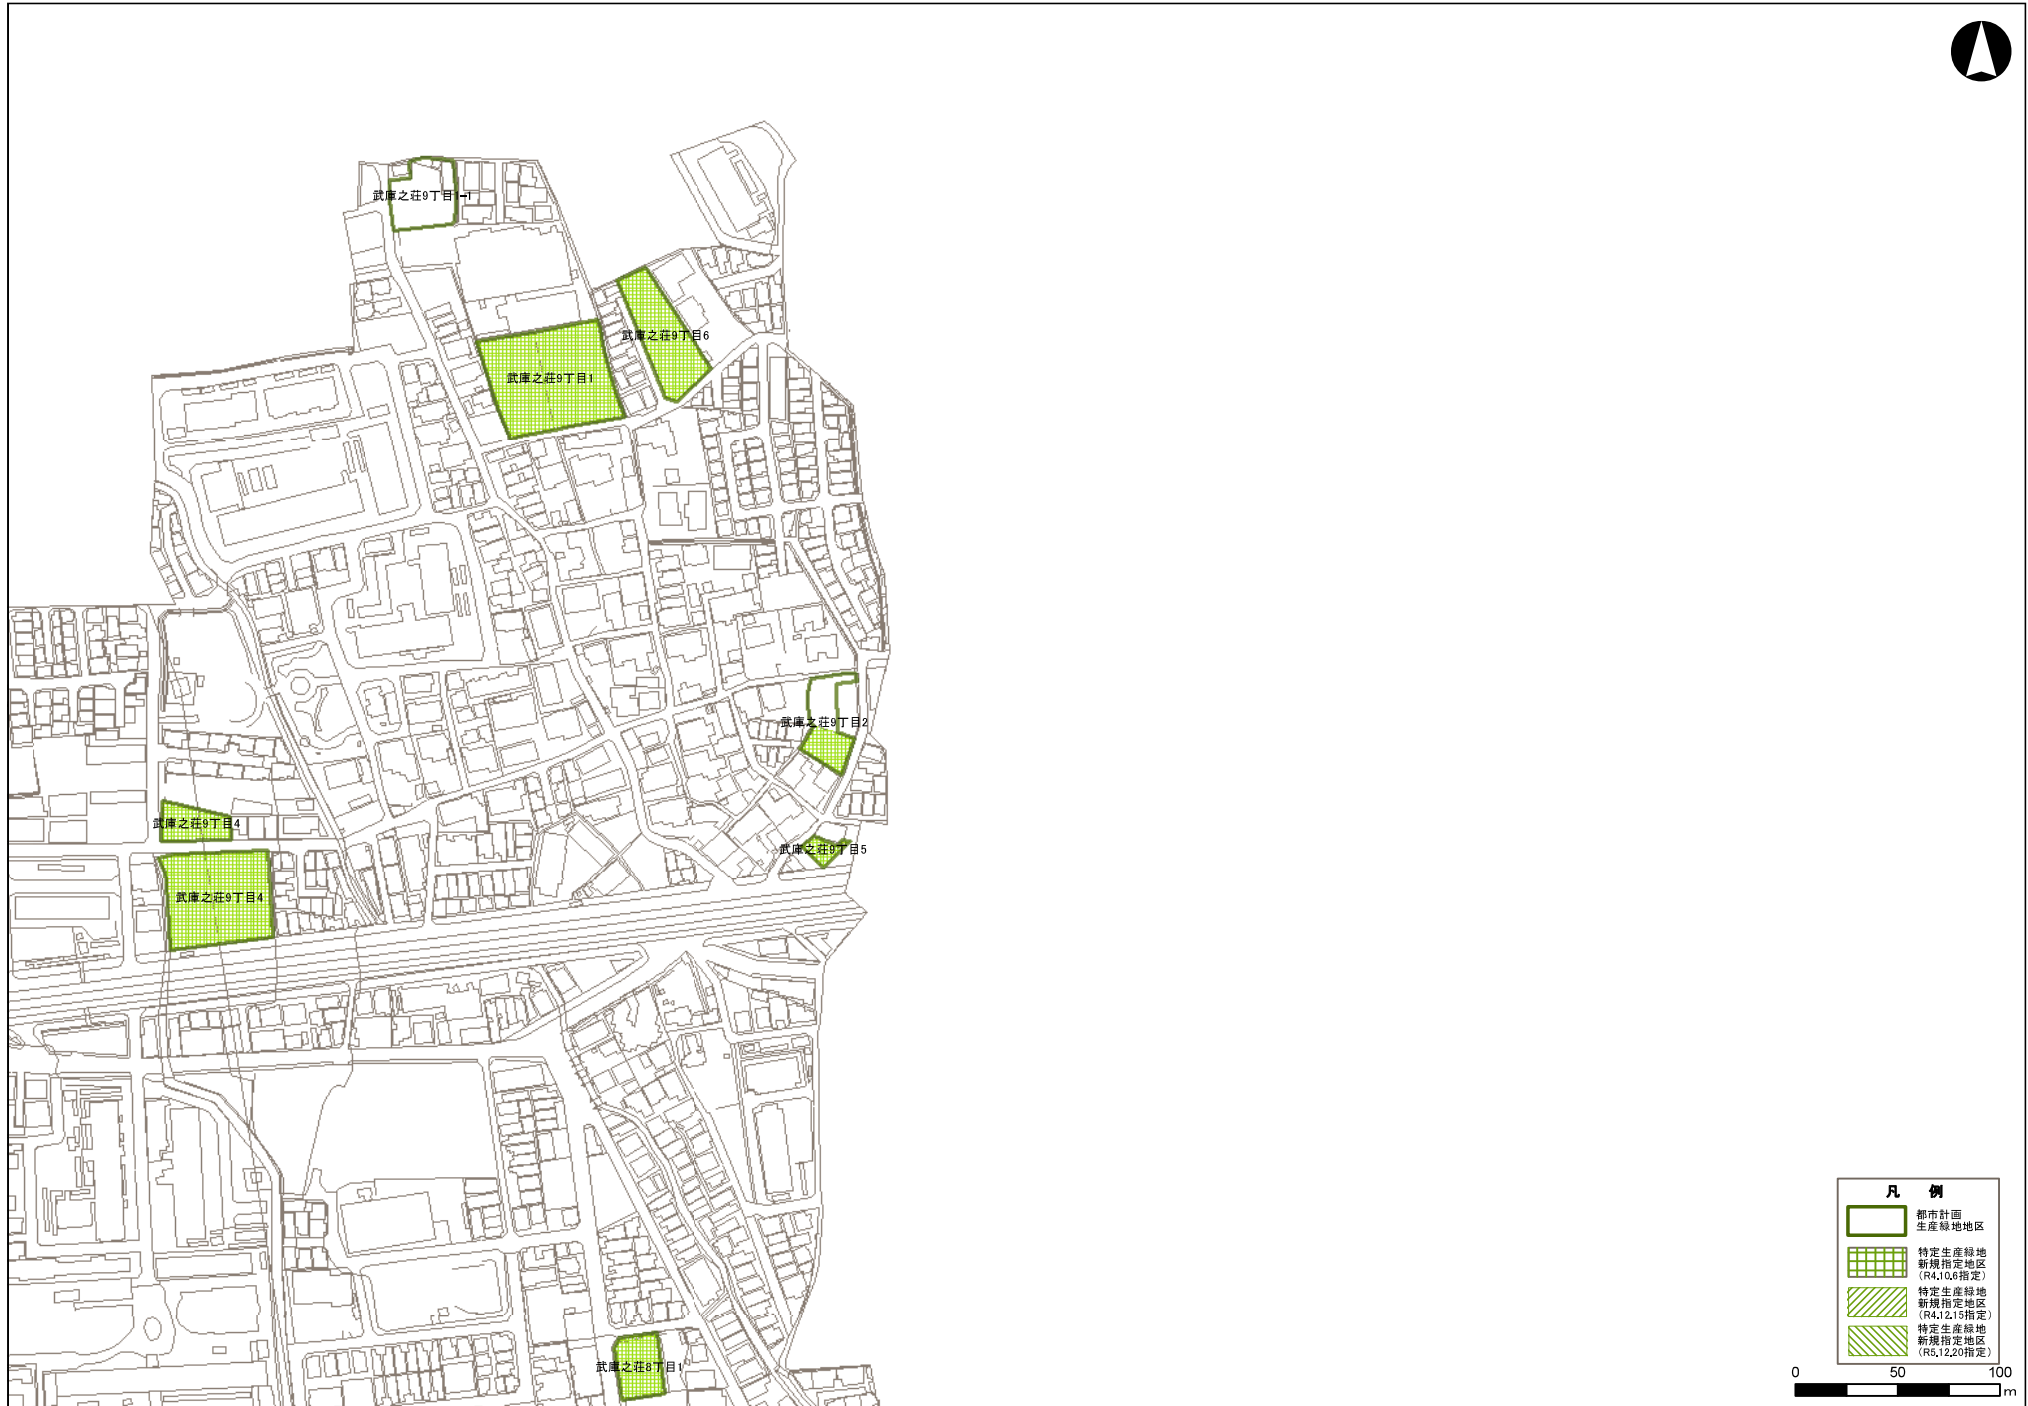 武庫之荘9丁目1-1
武庫之荘9丁目6
武庫之荘9丁目1
武庫之荘9丁目2
武庫之荘9丁目4
武庫之荘9丁目5
武庫之荘9丁目4
武庫之荘8丁目1
凡 例
都市計画
生産緑地地区
特定生産緑地
新規指定地区
(R4.10.6指定)
特定生産緑地
新規指定地区
(R4.12.15指定)
特定生産緑地
新規指定地区
(R5.12.20指定)
0 50 100
m